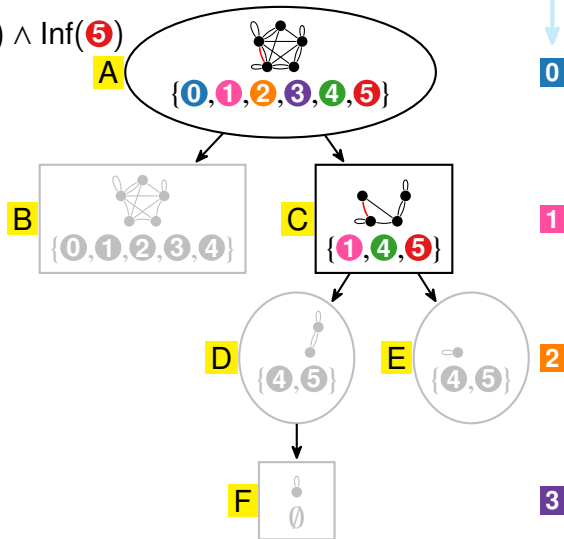 ) ∧ Inf(5)
A
{0,1,2,3,4,5}
0
B
{0,1,2,3,4}
C
{1,4,5}
1
D
{4,5}
E
{4,5}
2
F
∅
3